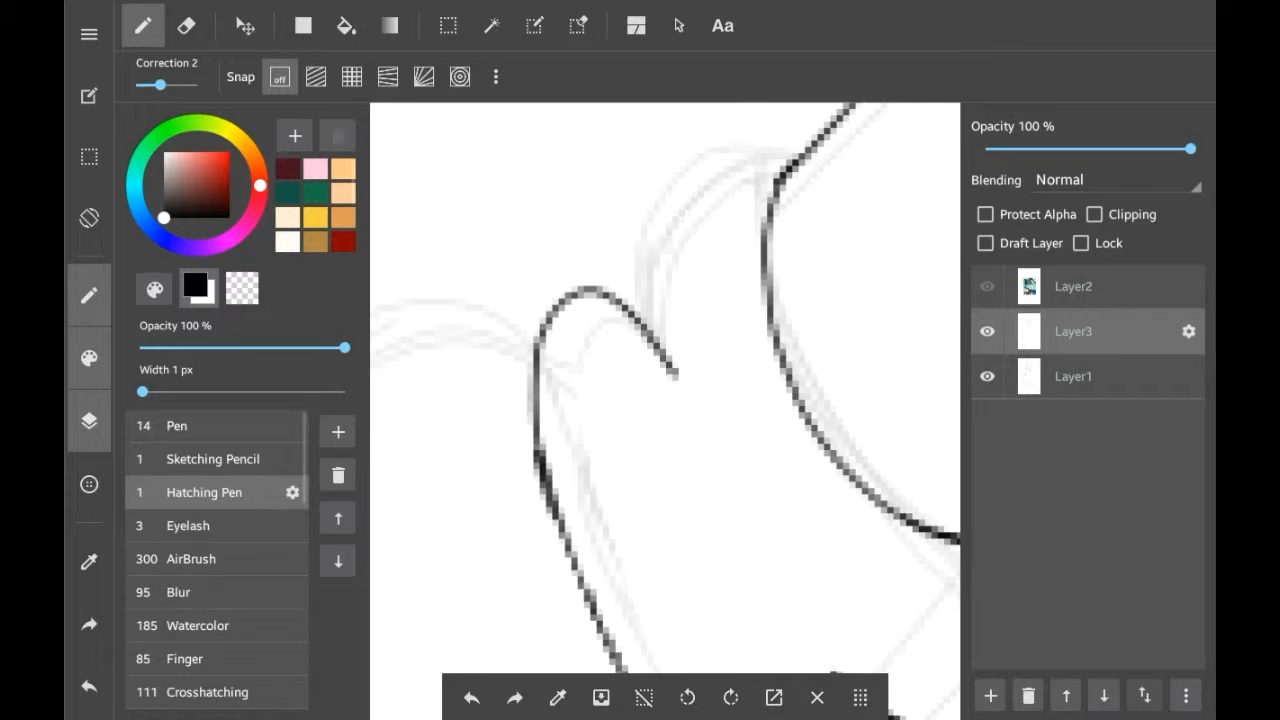 Aa
Correction 2
Snap
off
Opacity 100 %
Width 1 px
14 Pen
1 Sketching Pencil
1 Hatching Pen
3 Eyelash
300 AirBrush
95 Blur
185 Watercolor
85 Finger
111 Crosshatching
Opacity 100 %
Blending Normal
Protect Alpha Clipping
Draft Layer Lock
Layer2
Layer3
Layer1